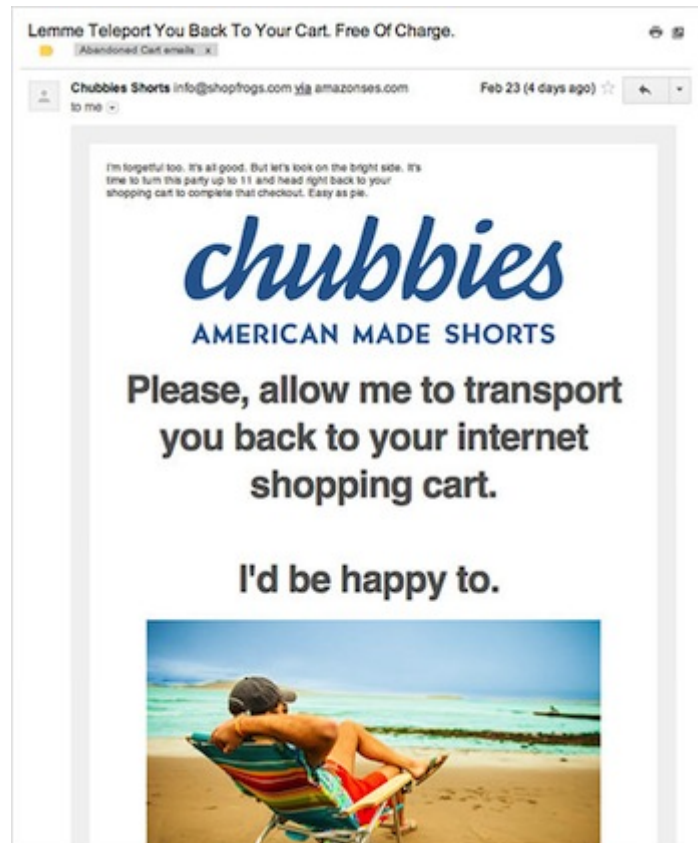 Lemme Teleport You Back To Your Cart. Free Of Charge.
Abandoned Cart emails x
Chubbies Shorts info@shopfrogs.com via amazonses.com
Feb 23 (4 days ago)
to me
I'm forgetful too. It's all good. But let's look on the bright side. It's
time to turn this party up to 11 and head right back to your
shopping cart to complete that checkout. Easy as pie.
chubbies
AMERICAN MADE SHORTS
Please, allow me to transport
you back to your internet
shopping cart.
I'd be happy to.